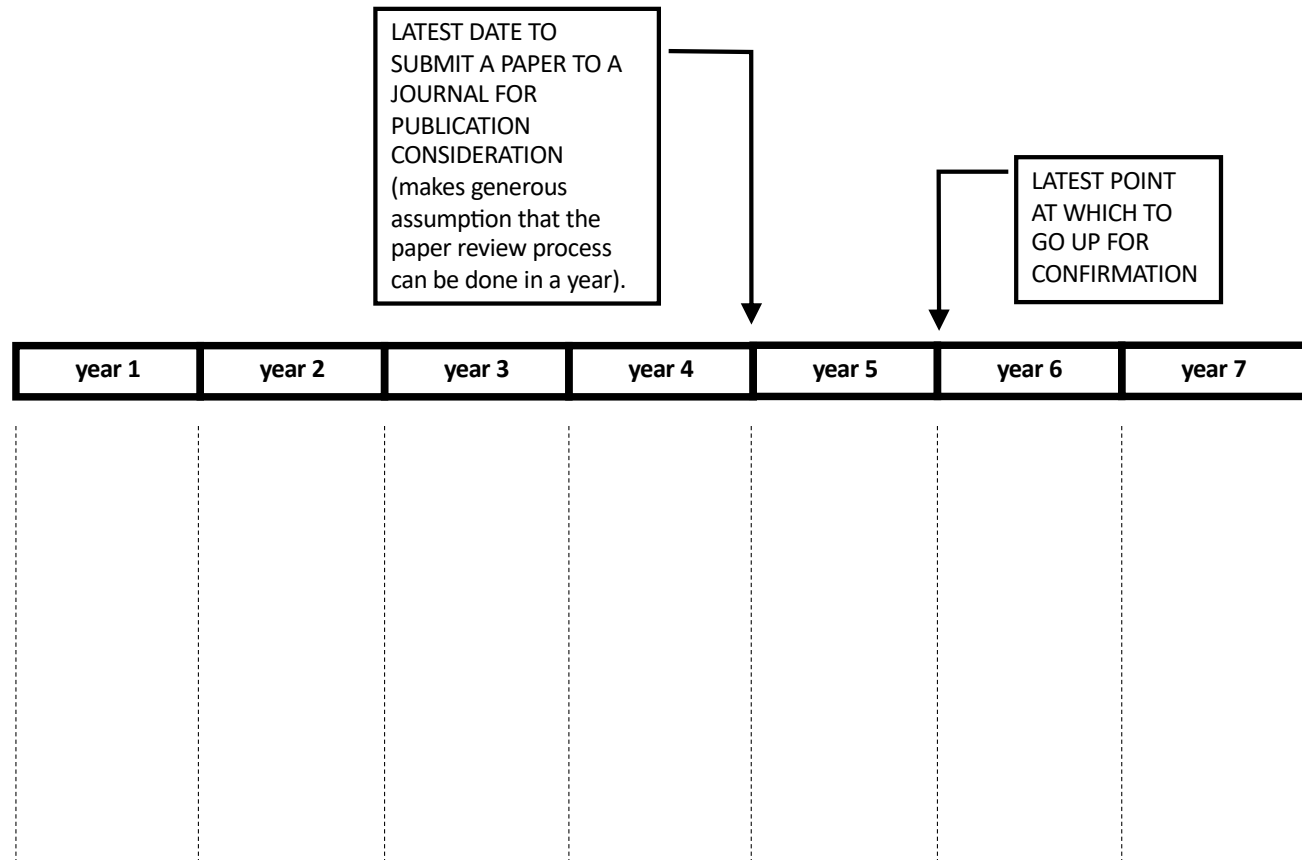 LATEST DATE TO
SUBMIT A PAPER TO A
JOURNAL FOR
PUBLICATION
CONSIDERATION
(makes generous
assumption that the
paper review process
can be done in a year).
LATEST POINT
AT WHICH TO
GO UP FOR
CONFIRMATION
year 1 year 2 year 3 year 4 year 5 year 6 year 7